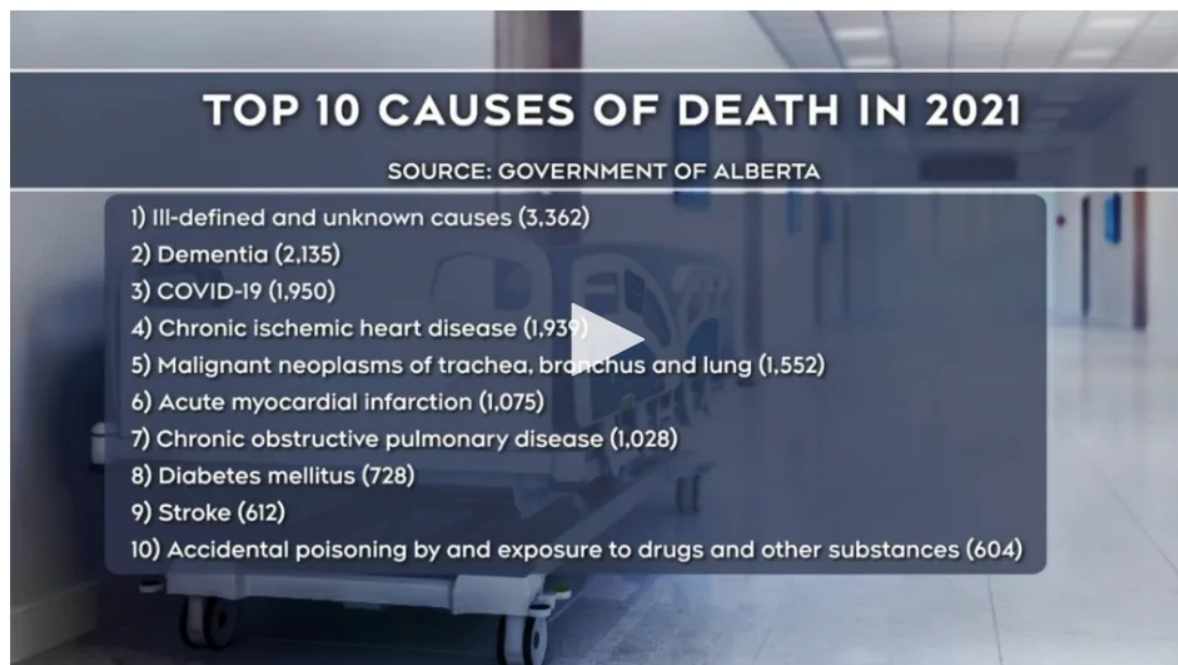 TOP 10 CAUSES OF DEATH IN 2021
SOURCE: GOVERNMENT OF ALBERTA
1) Ill-defined and unknown causes (3,362)
2) Dementia (2,135)
3) COVID-19 (1,950)
4) Chronic ischemic heart disease (1,939)
5) Malignant neoplasms of trachea, bronchus and lung (1,552)
6) Acute myocardial infarction (1,075)
7) Chronic obstructive pulmonary disease (1,028)
8) Diabetes mellitus (728)
9) Stroke (612)
10) Accidental poisoning by and exposure to drugs and other substances (604)